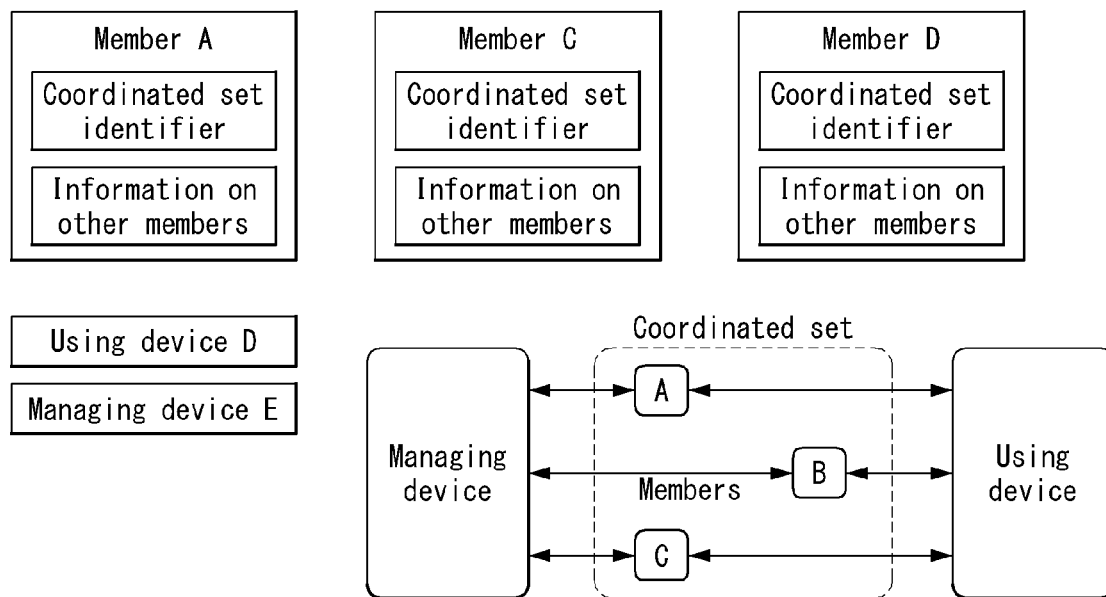 Member A
Coordinated set
identifier
Information on
other members
Member C
Coordinated set
identifier
Information on
other members
Member D
Coordinated set
identifier
Information on
other members
Using device D
Managing device E
Coordinated set
Managing
device
A
B
Members
C
Using
device